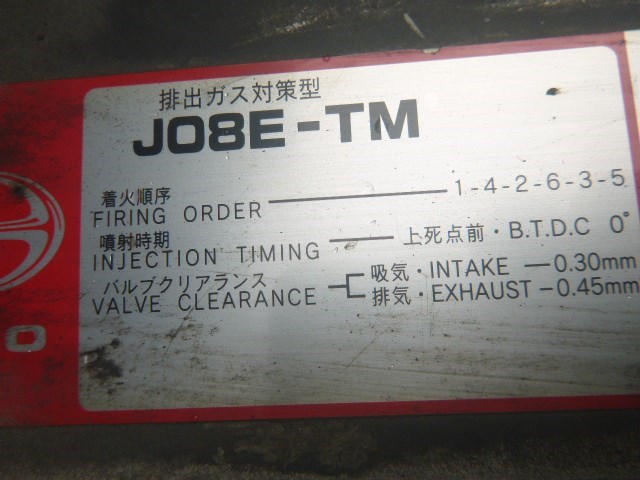 排出ガス対策型
J08E-TM
着火順序
FIRING ORDER 1-4-2-6-3-5
噴射時期
INJECTION TIMING 上死点前・B.T.D.C 0°
バルブクリアランス 吸気・INTAKE 0.30mm
VALVE CLEARANCE 排気・EXHAUST 0.45mm
O